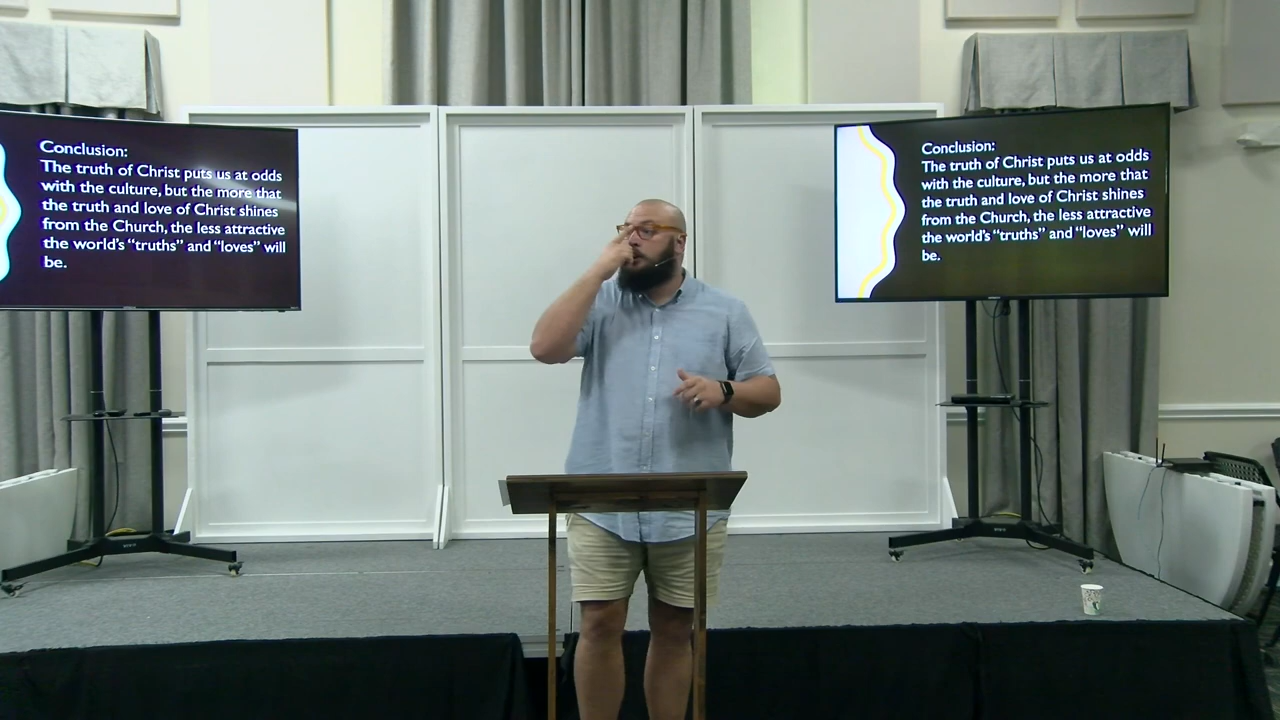 Conclusion:
The truth of Christ puts us at odds
with the culture, but the more that
the truth and love of Christ shines
from the Church, the less attractive
the world's “truths” and “loves” will
be.
Conclusion:
The truth of Christ puts us at odds
with the culture, but the more that
the truth and love of Christ shines
from the Church, the less attractive
the world's “truths” and “loves” will
be.